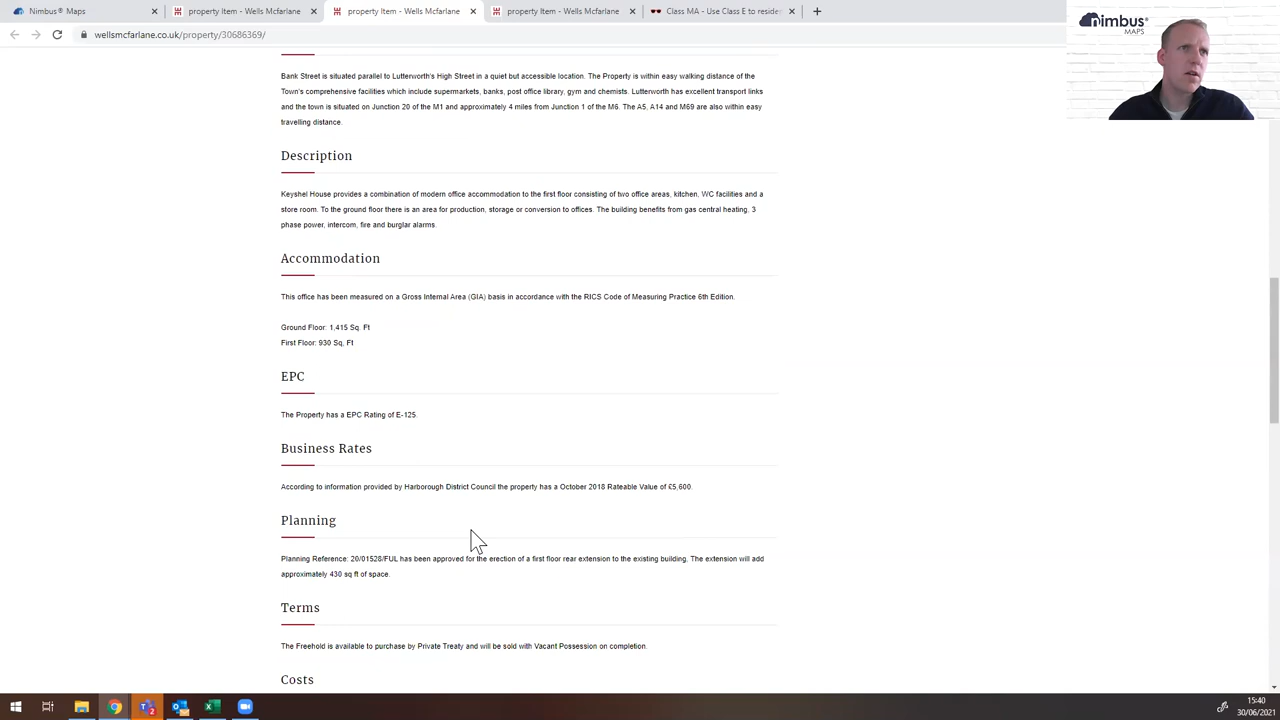 Nimbus® Maps
property Item - Wells Mcfarlane
property Item - Wells Mcfarlane
property Item - Wells Mcfarlane
Class MA - Use Class E to reside
wellsmcfarlane.co.uk/property/30686369/
nimbus®
MAPS
Bank Street is situated parallel to Lutterworth's High Street in a quiet but accessible location. The Property is within easy walking distance of the
Town's comprehensive facilities which include supermarkets, banks, post office library, gym and chemists. Lutterworth has excellent transport links
and the town is situated on Junction 20 of the M1 and approximately 4 miles from Junction 1 of the M6. The A5, A14 and M69 are also within easy
travelling distance.
Description
Keyshel House provides a combination of modern office accommodation to the first floor consisting of two office areas, kitchen, WC facilities and a
store room. To the ground floor there is an area for production, storage or conversion to offices. The building benefits from gas central heating, 3
phase power, intercom, fire and burglar alarms.
Accommodation
This office has been measured on a Gross Internal Area (GIA) basis in accordance with the RICS Code of Measuring Practice 6th Edition.
Ground Floor: 1,415 Sq. Ft
First Floor: 930 Sq, Ft
EPC
The Property has a EPC Rating of E-125.
Business Rates
According to information provided by Harborough District Council the property has a October 2018 Rateable Value of £5,600.
Planning
Planning Reference: 20/01528/FUL has been approved for the erection of a first floor rear extension to the existing building. The extension will add
approximately 430 sq ft of space.
Terms
The Freehold is available to purchase by Private Treaty and will be sold with Vacant Possession on completion.
Costs
15:40
30/06/2021